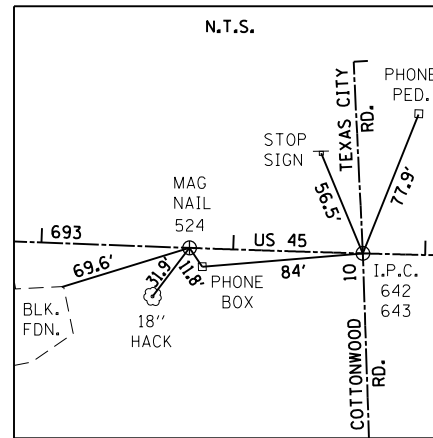 N.T.S.
TEXAS CITY
RD.
PHONE
PED.
STOP
SIGN
77.9'
56.5'
MAG
NAIL
524
693
US 45
69.6'
31.9'
11.8'
84'
10
I.P.C.
642
643
PHONE
BOX
BLK.
FDN.
18''
HACK
COTTONWOOD
RD.